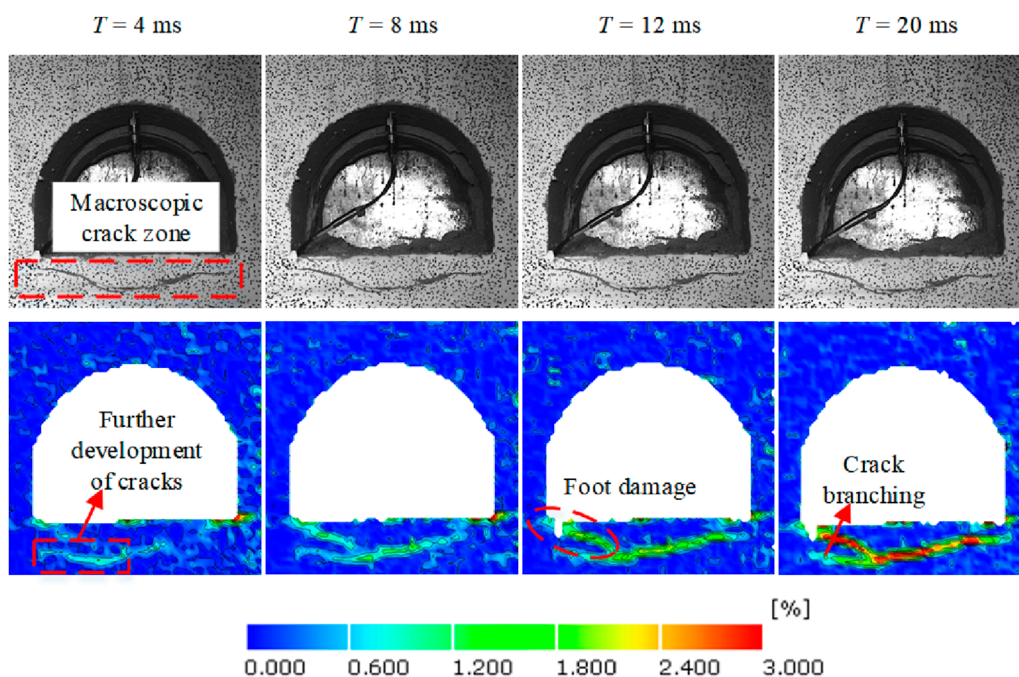 T = 4 ms
T = 8 ms
T = 12 ms
T = 20 ms
Macroscopic
crack zone
Further
development
of cracks
Foot damage
Crack
branching
[%]
0.000
0.600
1.200
1.800
2.400
3.000